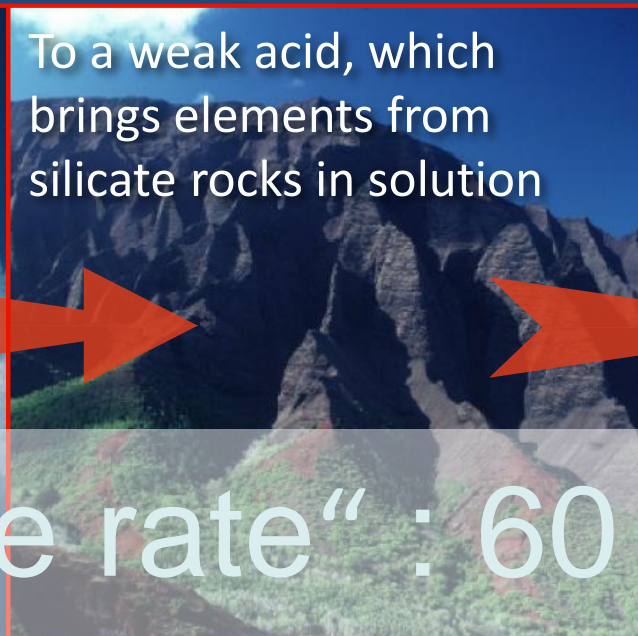 To a weak acid, which
brings elements from
silicate rocks in solution
e rate“ : 60